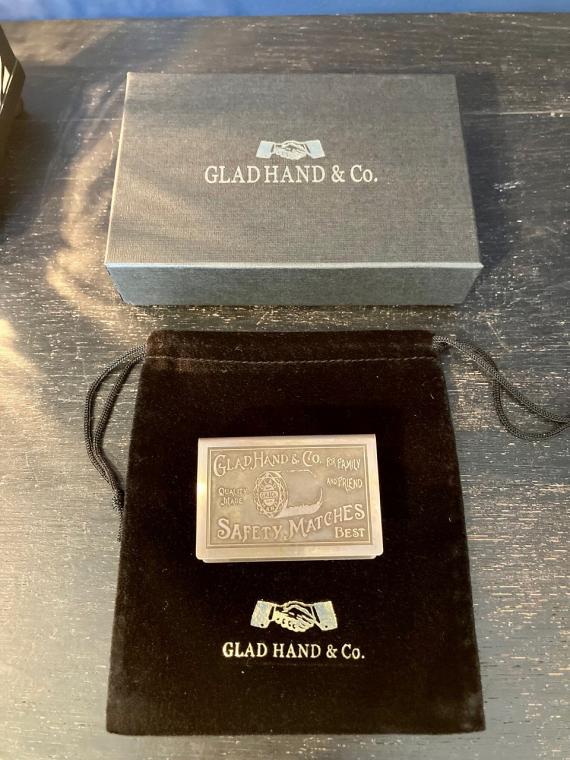 GLAD HAND & Co.
GLAD HAND & Co. FOR FAMILY
AND FRIEND
QUALITY
MADE
SAFETY, MATCHES
BEST
GLAD HAND & Co.